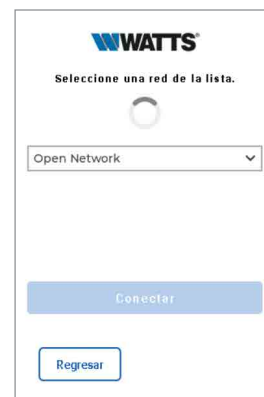 WATTS®
Seleccione una red de la lista.
Open Network
Conectar
Regresar